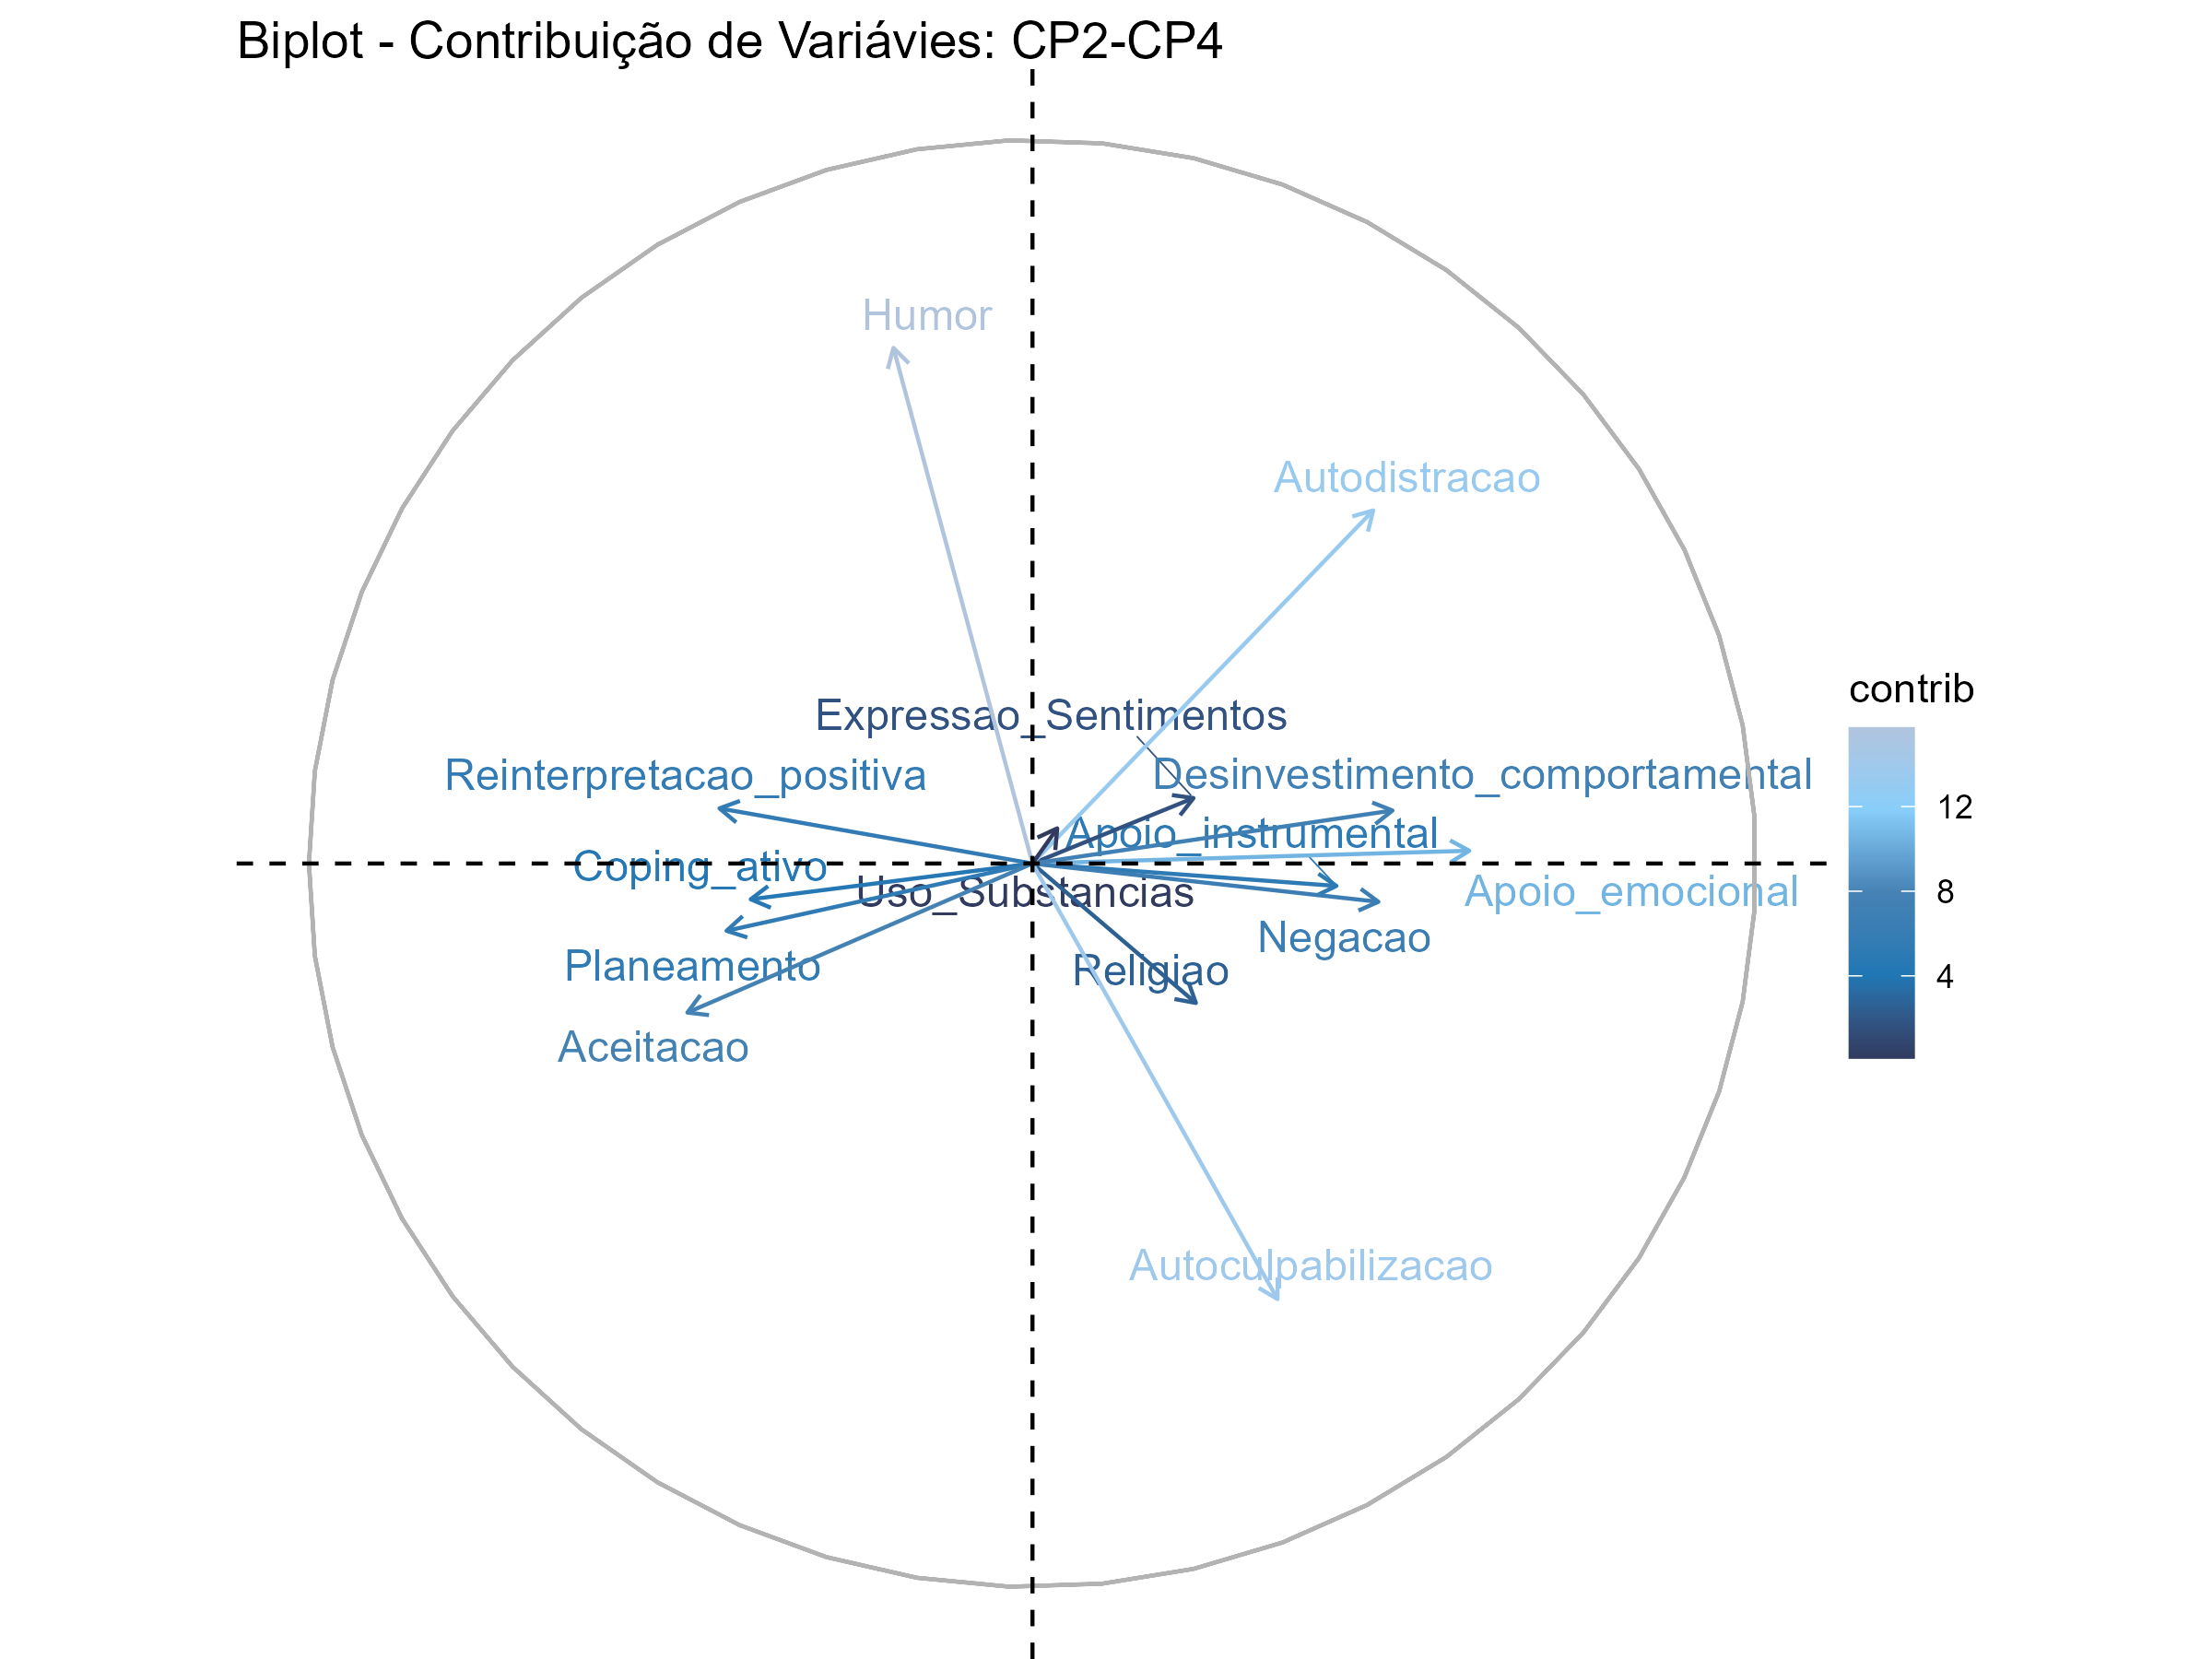 Biplot - Contribuição de Variávies: CP2-CP4
Humor
Autodistracao
Expressao_Sentimentos
Reinterpretacao_positiva
Desinvestimento_comportamental
Apoio_instrumental
Coping_ativo
Uso_Substancias
Apoio_emocional
Negacao
Planeamento
Religiao
Aceitacao
Autoculpabilizacao
contrib
12
8
4